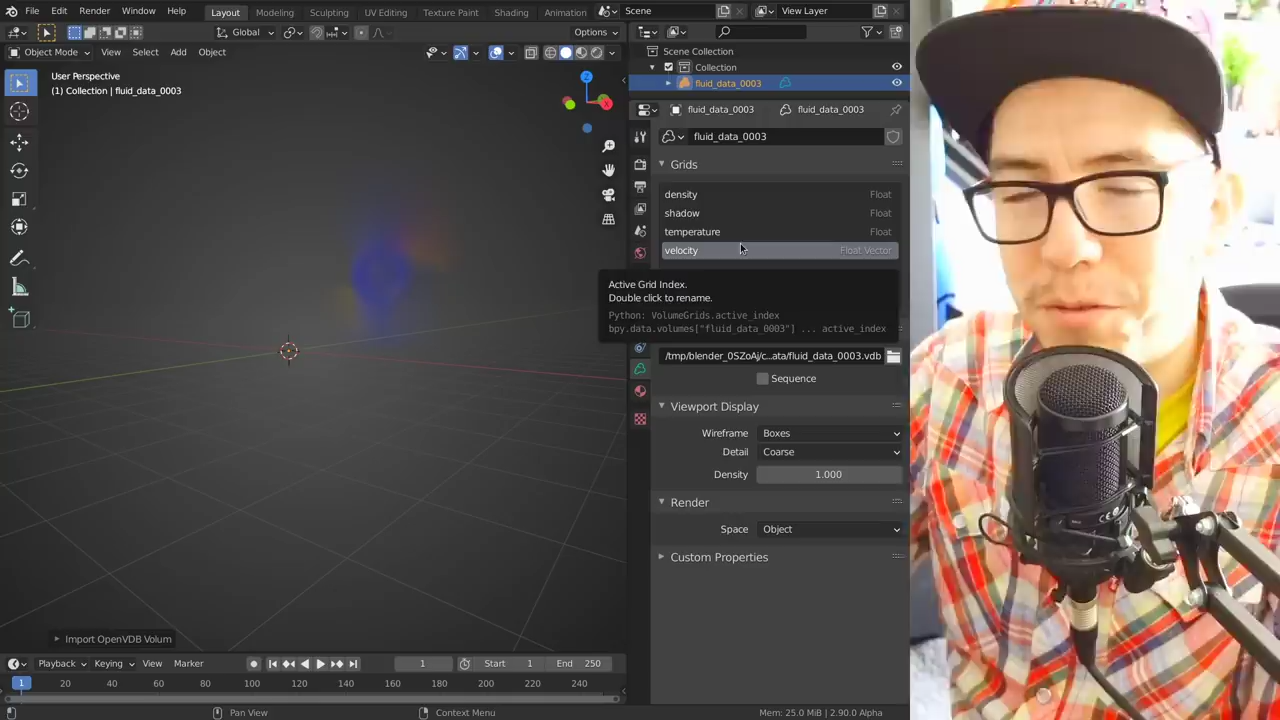 File Edit Render Window Help Layout Modeling Sculpting UV Editing Texture Paint Shading Animation Scene View Layer
Global Options
Object Mode View Select Add Object
User Perspective
(1) Collection | fluid_data_0003
Z
X
Scene Collection
Collection
fluid_data_0003
fluid_data_0003 fluid_data_0003
fluid_data_0003
Grids
density Float
shadow Float
temperature Float
velocity Float Vector
Active Grid Index.
Double click to rename.
Python: VolumeGrids.active_index
bpy.data.volumes["fluid_data_0003"] ... active_index
/tmp/blender_0SZoAj/c...ata/fluid_data_0003.vdb
Sequence
Viewport Display
Wireframe Boxes
Detail Coarse
Density 1.000
Render
Space Object
Custom Properties
Import OpenVDB Volum
Playback Keying View Marker 1 Start 1 End 250
1 20 40 60 80 100 120 140 160 180 200 220 240
Pan View Context Menu Mem: 25.0 MiB | 2.90.0 Alpha